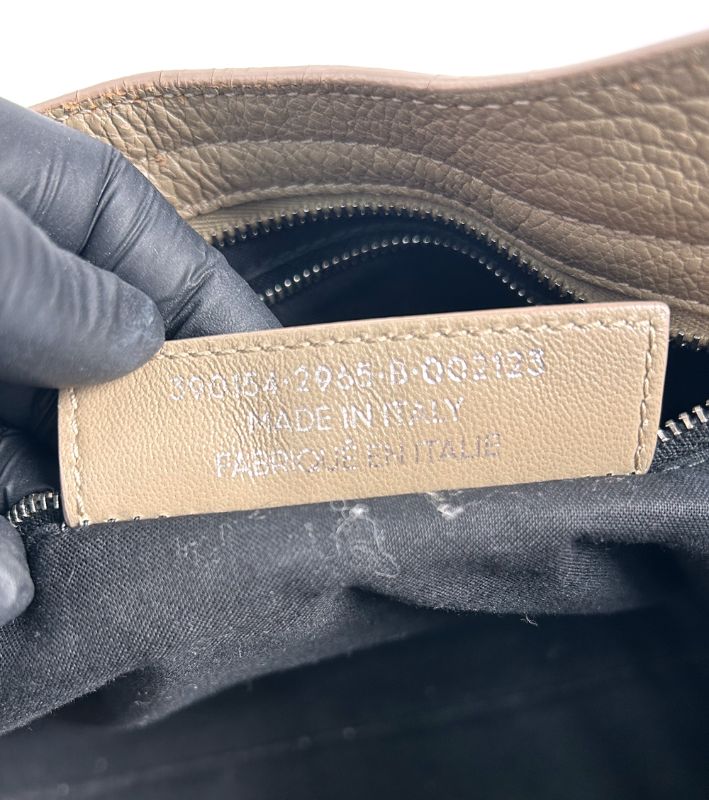 390154·2965·B·002123
MADE IN ITALY
FABRIQUÉ EN ITALIE